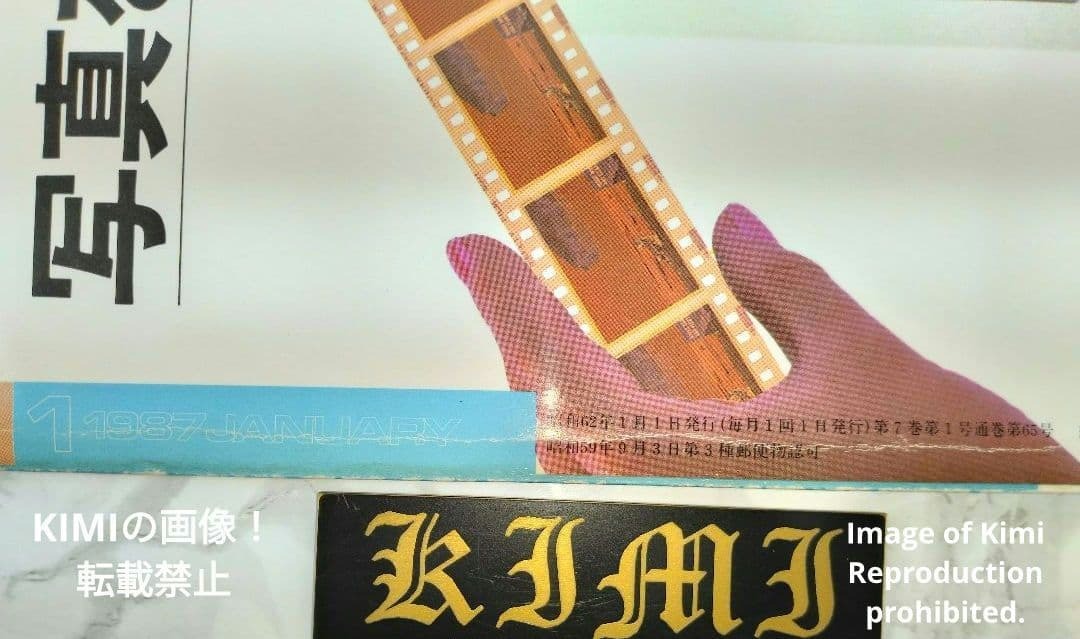 写真
1 1987 JANUARY
昭和62年1月1日発行(毎月1回1日発行)第7巻第1号通巻第65号
昭和59年9月3日第3種郵便物認可
KIMIの画像!
転載禁止
KIMI
Image of Kimi
Reproduction
prohibited.